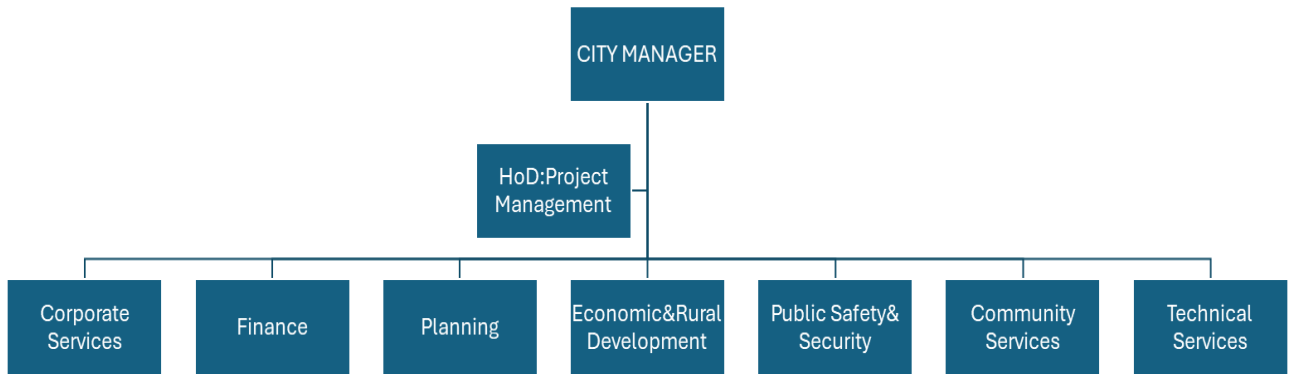 CITY MANAGER
HoD:Project
Management
Corporate
Services
Finance
Planning
Economic&Rural
Development
Public Safety&
Security
Community
Services
Technical
Services